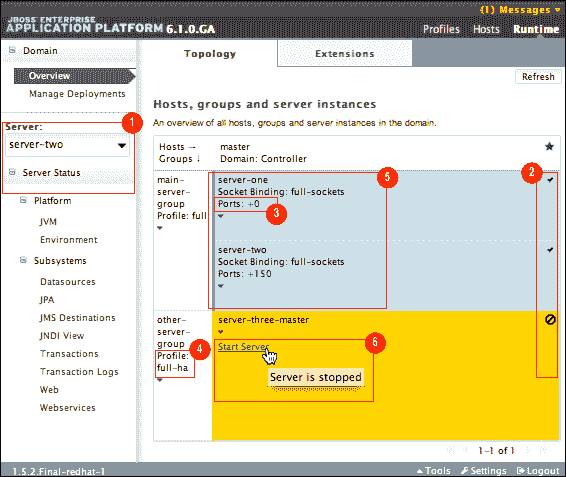 (1) Messages
JBOSS ENTERPRISE
APPLICATION PLATFORM 6.1.0.GA
Profiles Hosts Runtime
Domain
Overview
Manage Deployments
1
Server:
server-two
Server Status
Platform
JVM
Environment
Subsystems
Datasources
JPA
JMS Destinations
JNDI View
Transactions
Transaction Logs
Web
Webservices
Topology Extensions
Refresh
Hosts, groups and server instances
An overview of all hosts, groups and server instances in the domain.
Hosts →
Groups ↓
master
Domain: Controller
main-
server-
group
Profile: full
server-one
Socket Binding: full-sockets
Ports: +0
3
5
2
server-two
Socket Binding: full-sockets
Ports: +150
other-
server-
group
Profile:
full-ha
4
server-three-master
Start Server
6
Server is stopped
1-1 of 1
1.5.2.Final-redhat-1
Tools Settings Logout